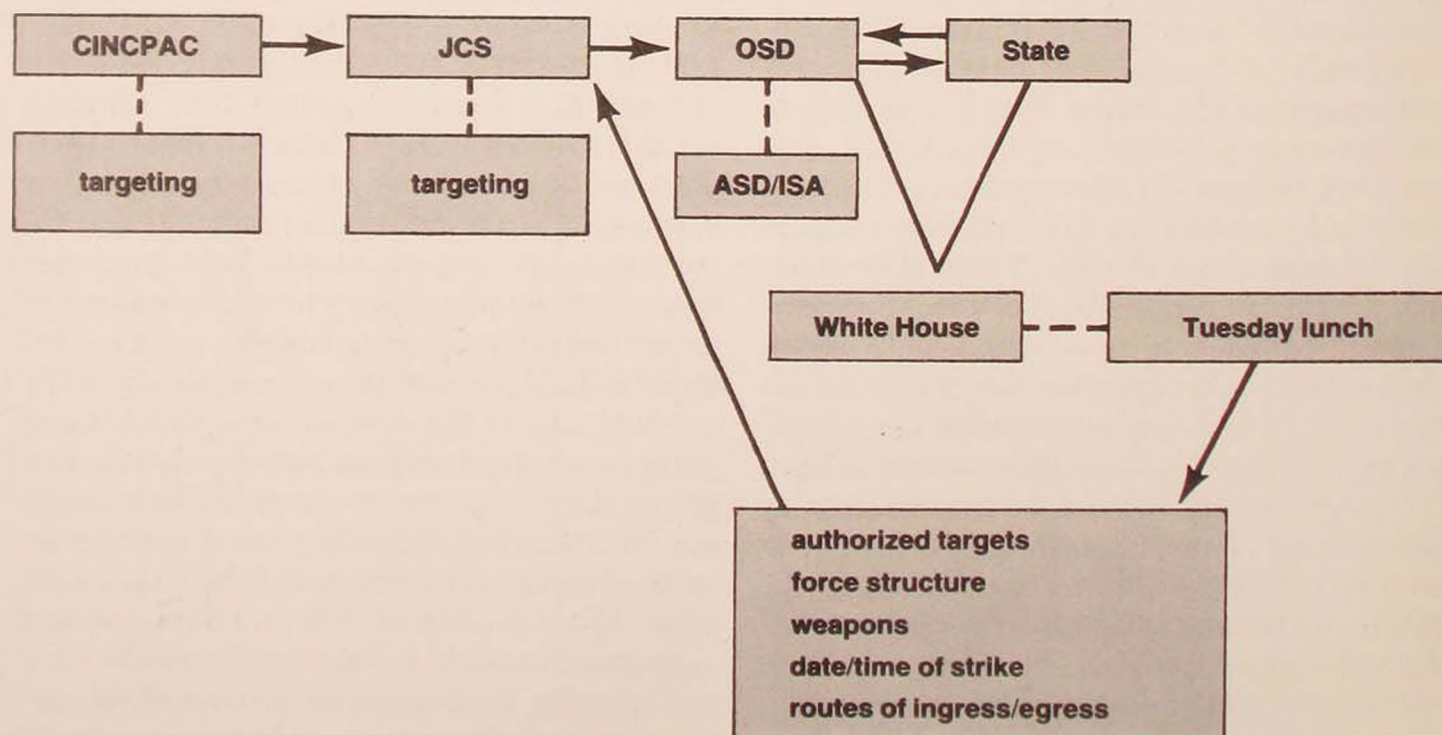 CINCPAC
JCS
OSD
State
targeting
targeting
ASD/ISA
White House
Tuesday lunch
authorized targets
force structure
weapons
date/time of strike
routes of ingress/egress